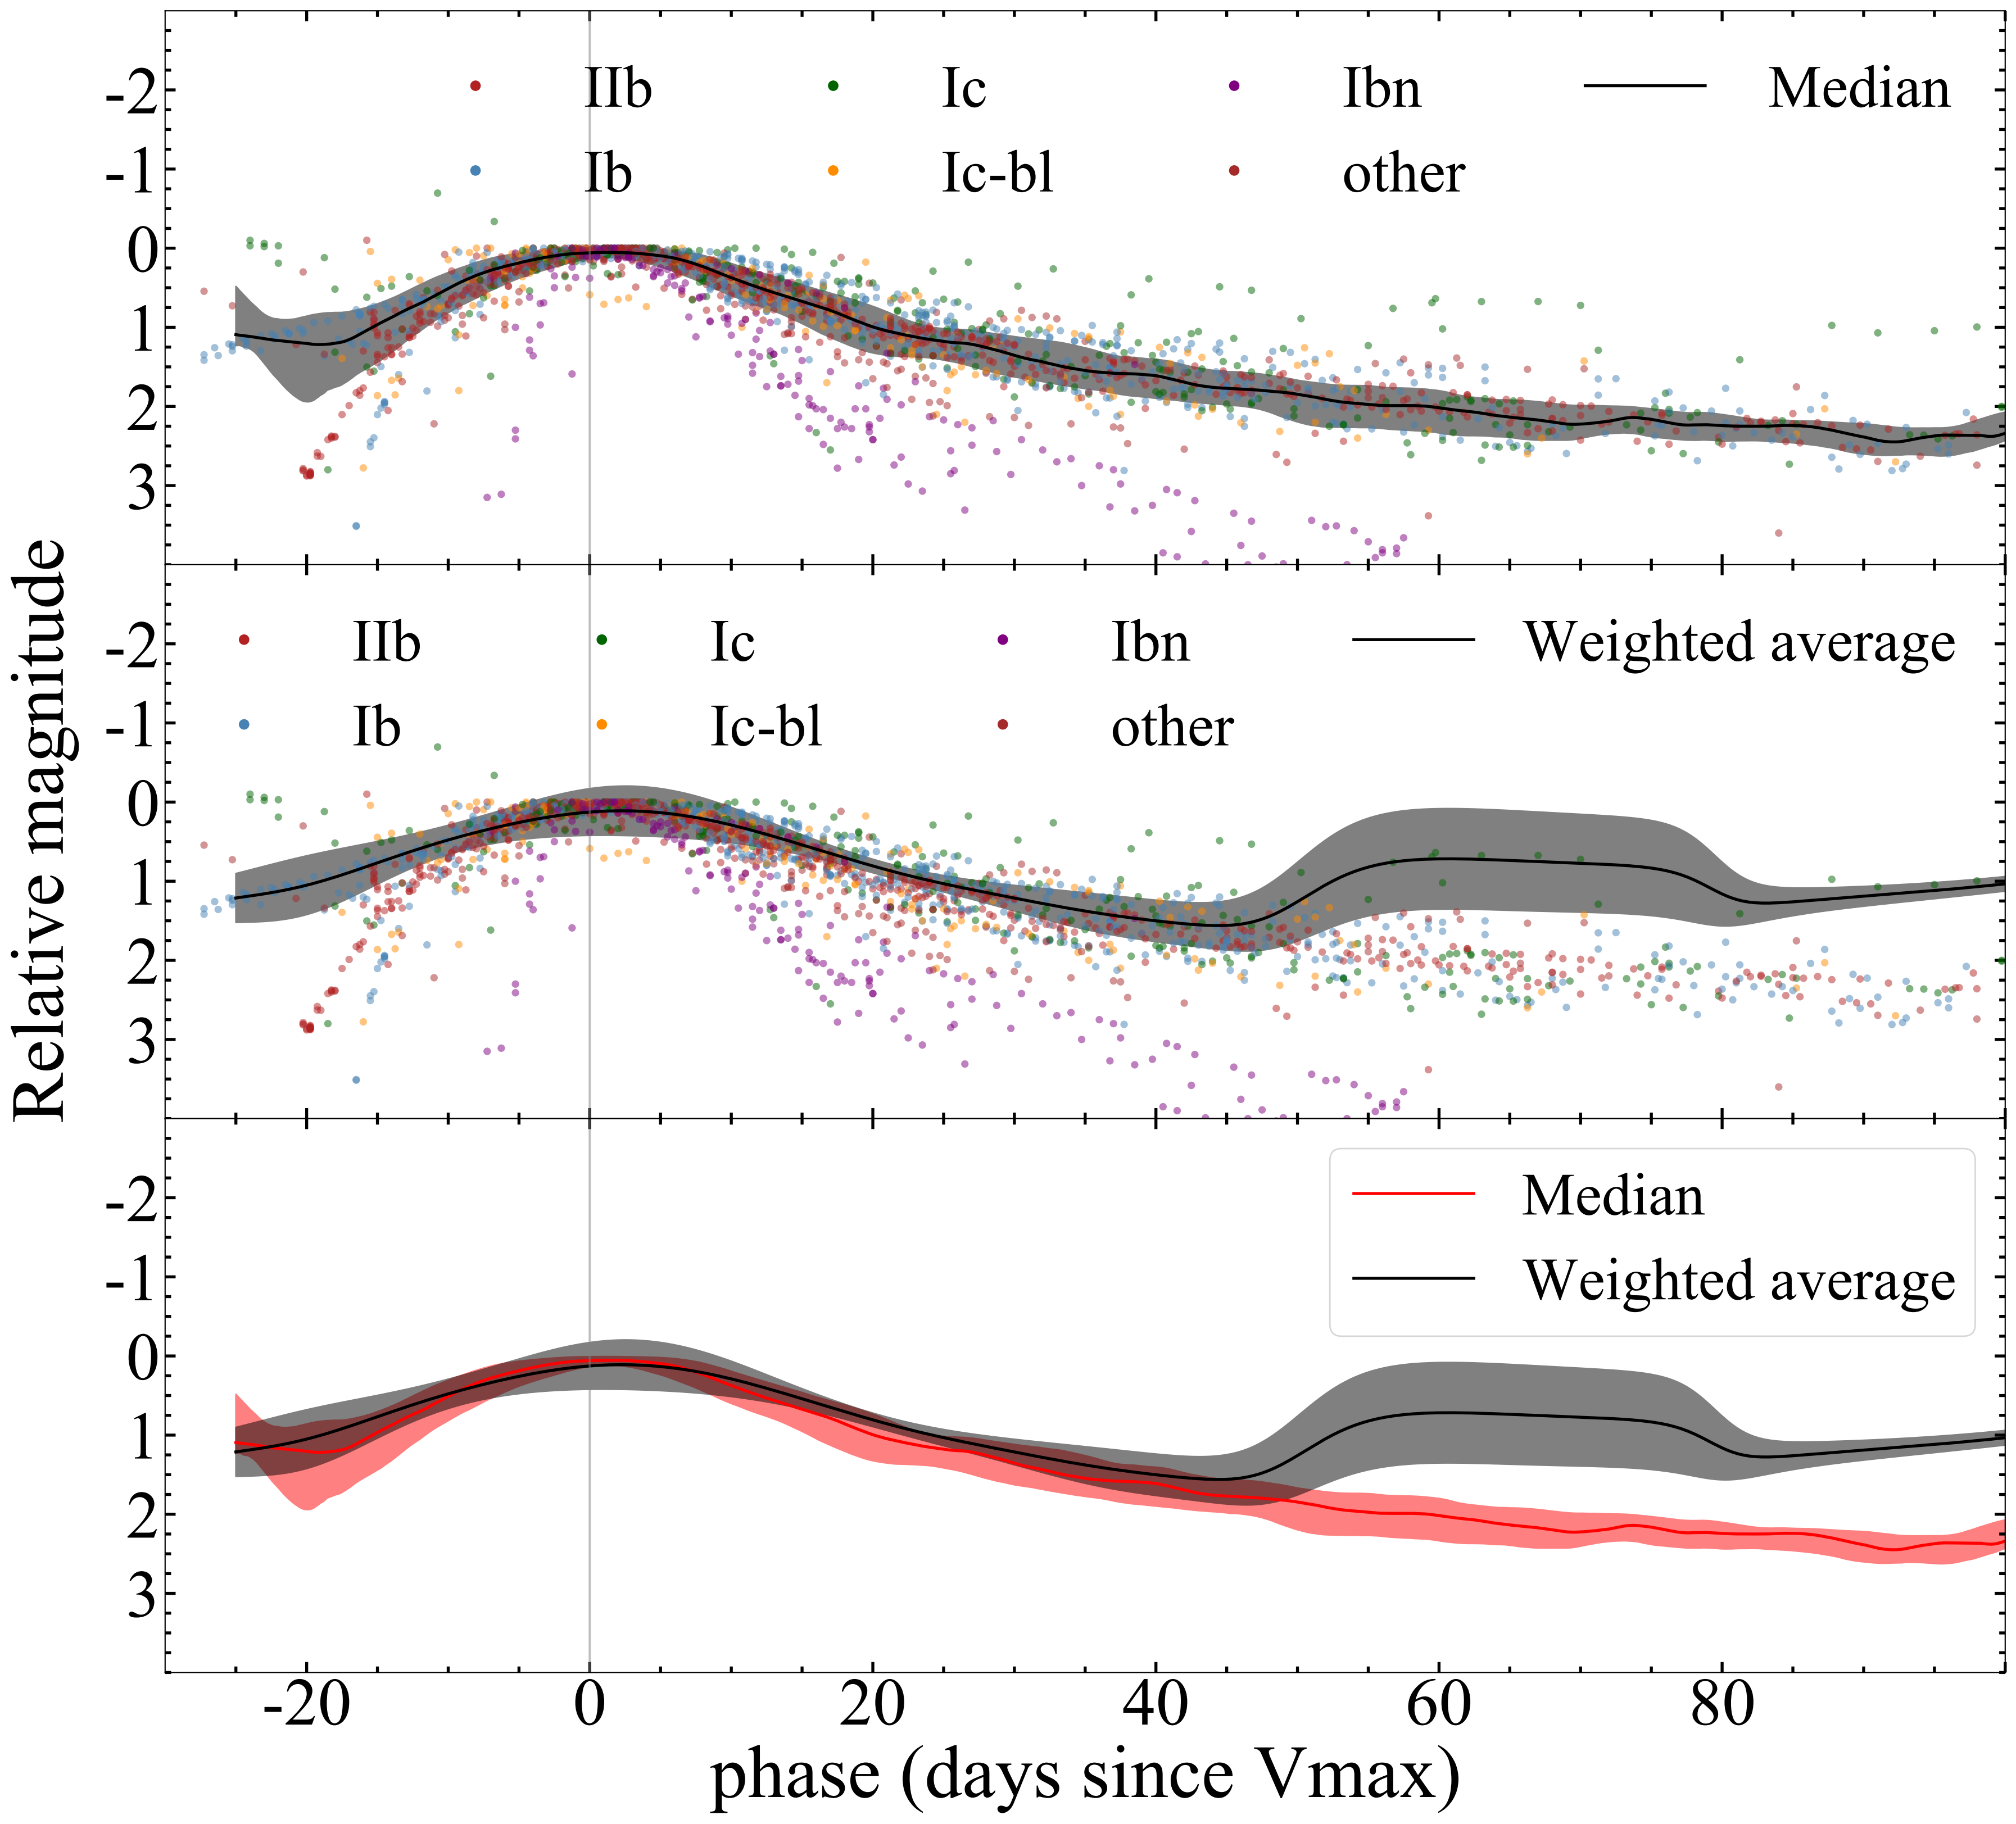 IIb Ic Ibn Median
Ib Ic-bl other
-2
-1
0
1
2
3
IIb Ic Ibn Weighted average
Ib Ic-bl other
-2
-1
0
1
2
3
Relative magnitude
Median
Weighted average
-2
-1
0
1
2
3
-20 0 20 40 60 80
phase (days since Vmax)